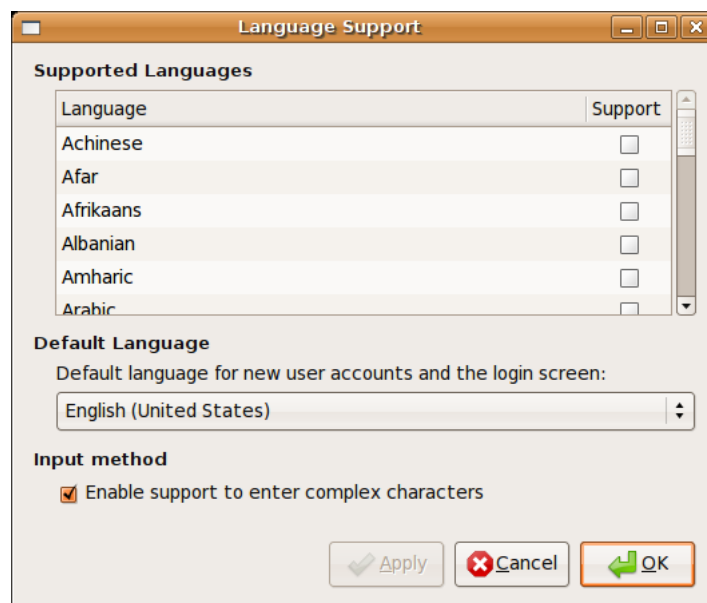 Language Support
Supported Languages
Language Support
Achinese
Afar
Afrikaans
Albanian
Amharic
Arabic
Default Language
Default language for new user accounts and the login screen:
English (United States)
Input method
Enable support to enter complex characters
Apply Cancel OK